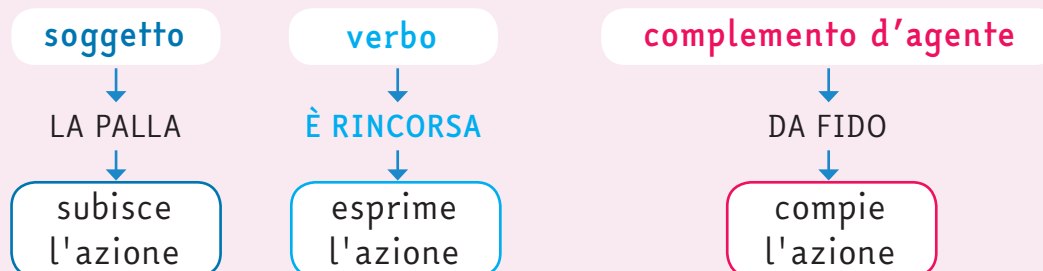 soggetto
verbo
complemento d'agente
LA PALLA
È RINCORSA
DA FIDO
subisce
l'azione
esprime
l'azione
compie
l'azione